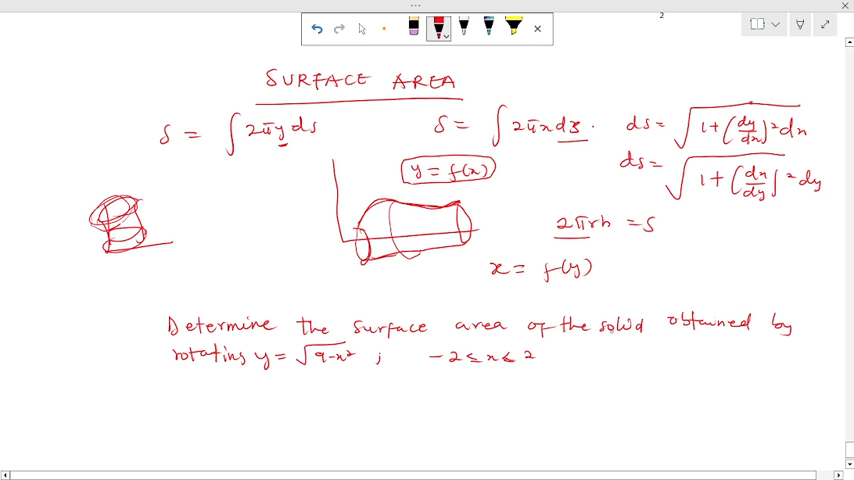 2
SURFACE AREA
S = ∫ 2πy ds
S = ∫ 2πx ds .
ds = √(1 + (dy/dx)² dx
ds = √(1 + (dx/dy)² dy
y = f(x)
2πrh = S
x = f(y)
Determine the surface area of the solid obtained by
rotating y = √9-x² ; -2 ≤ x ≤ 2